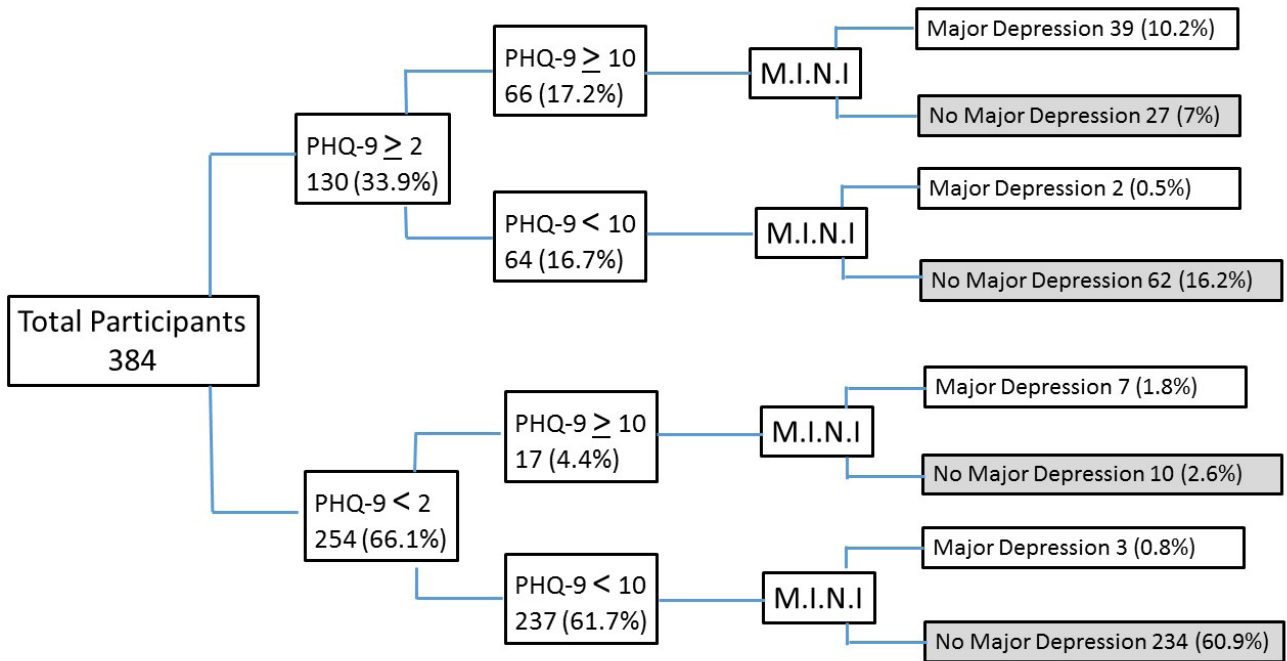 Total Participants
384
PHQ-9 ≥ 2
130 (33.9%)
PHQ-9 ≥ 10
66 (17.2%)
M.I.N.I
Major Depression 39 (10.2%)
No Major Depression 27 (7%)
PHQ-9 < 10
64 (16.7%)
M.I.N.I
Major Depression 2 (0.5%)
No Major Depression 62 (16.2%)
PHQ-9 < 2
254 (66.1%)
PHQ-9 ≥ 10
17 (4.4%)
M.I.N.I
Major Depression 7 (1.8%)
No Major Depression 10 (2.6%)
PHQ-9 < 10
237 (61.7%)
M.I.N.I
Major Depression 3 (0.8%)
No Major Depression 234 (60.9%)